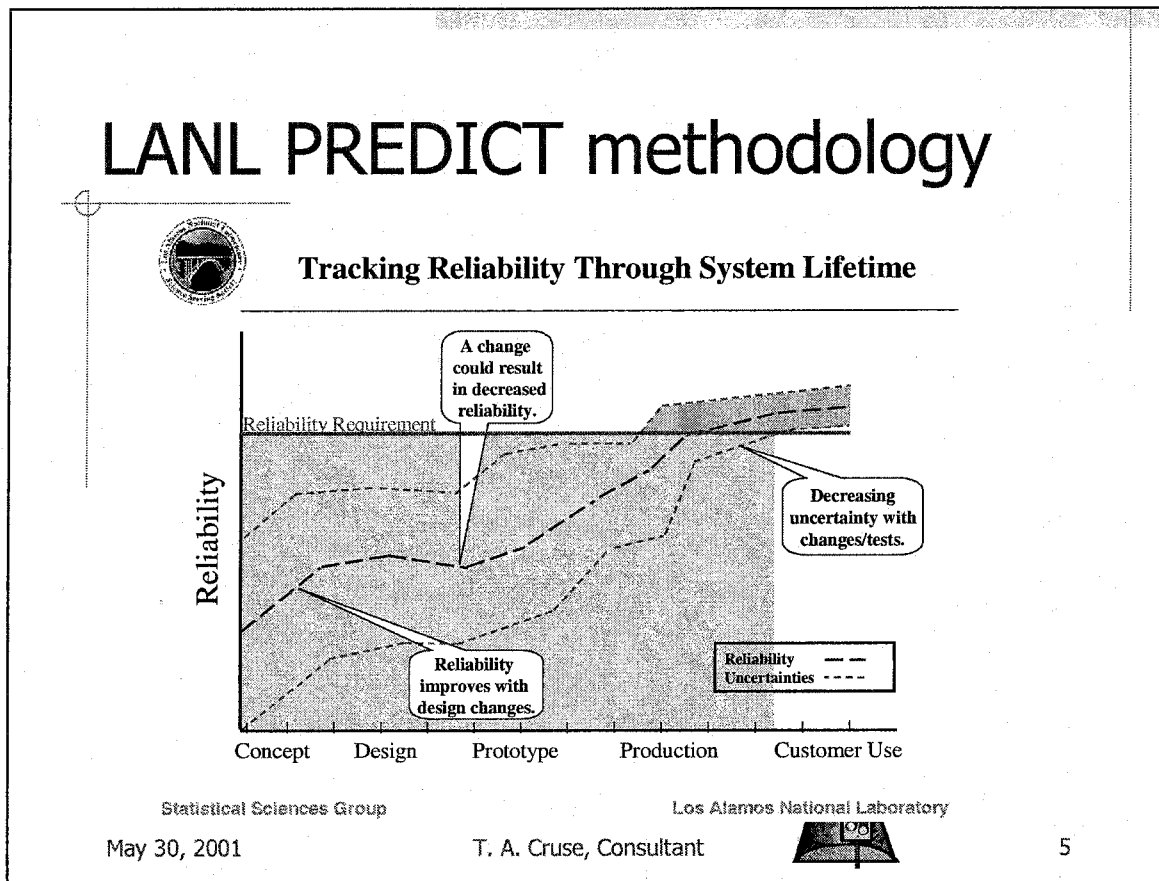 LANL PREDICT methodology
Tracking Reliability Through System Lifetime
A change
could result
in decreased
reliability.
Reliability Requirement
Reliability
Decreasing
uncertainty with
changes/tests.
Reliability
improves with
design changes.
Reliability
Uncertainties
Concept Design Prototype Production Customer Use
Statistical Sciences Group Los Alamos National Laboratory
May 30, 2001 T. A. Cruse, Consultant 5